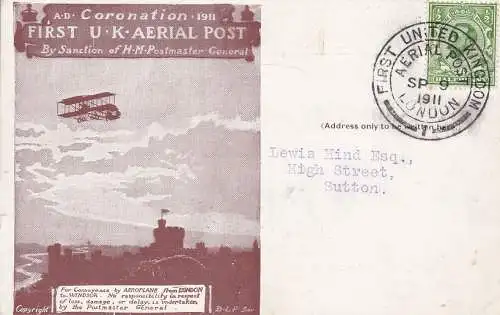 A·D· Coronation ·1911
FIRST U·K·AERIAL POST
By Sanction of H·M·Postmaster General
For Conveyance by AEROPLANE from LONDON
to WINDSOR. No responsibility in respect
of loss, damage, or delay, is undertaken
by the Postmaster General.
Copyright
FIRST UNITED KINGDOM
AERIAL POST
SP 9
1911
LONDON
(Address only to be written here)
Lewis Hind Esq.,
High Street,
Sutton.